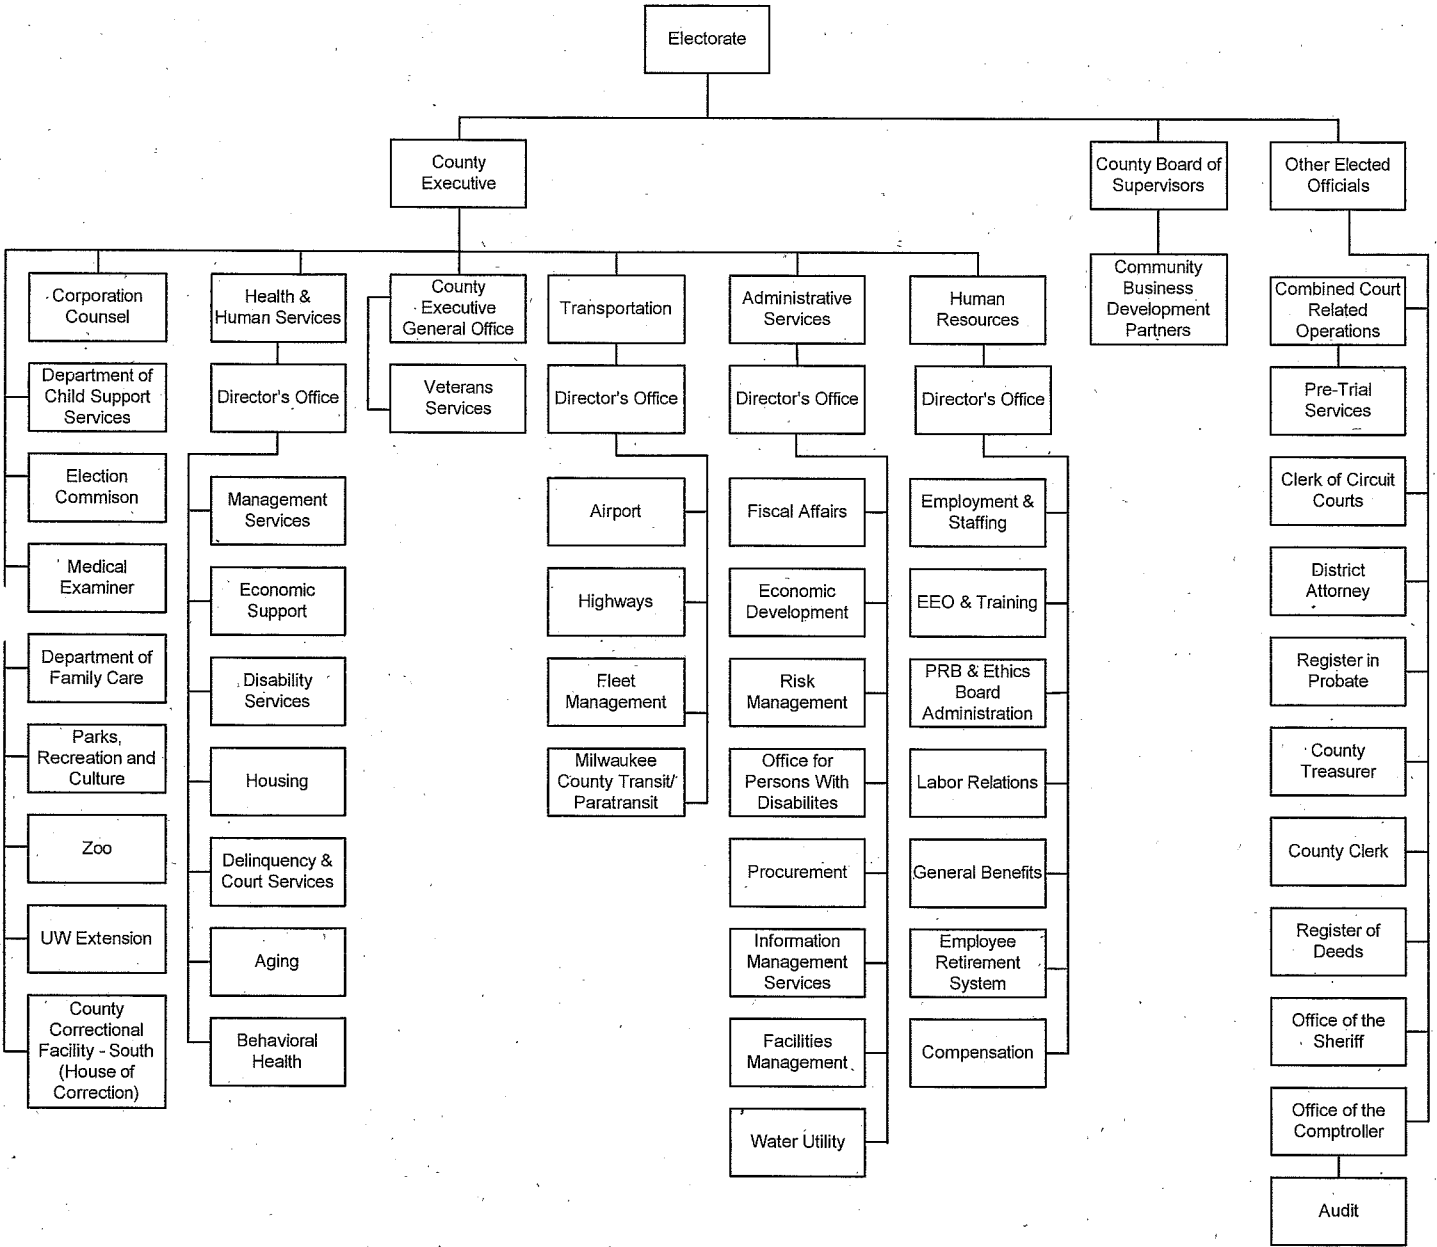 Electorate
County
Executive
County Board of
Supervisors
Other Elected
Officials
Corporation
Counsel
Department of
Child Support
Services
Election
Commison
Medical
Examiner
Department of
Family Care
Parks,
Recreation and
Culture
Zoo
UW Extension
County
Correctional
Facility - South
(House of
Correction)
Health &
Human Services
Director's Office
Management
Services
Economic
Support
Disability
Services
Housing
Delinquency &
Court Services
Aging
Behavioral
Health
County
Executive
General Office
Veterans
Services
Transportation
Director's Office
Airport
Highways
Fleet
Management
Milwaukee
County Transit/
Paratransit
Administrative
Services
Director's Office
Fiscal Affairs
Economic
Development
Risk
Management
Office for
Persons With
Disabilites
Procurement
Information
Management
Services
Facilities
Management
Water Utility
Human
Resources
Director's Office
Employment &
Staffing
EEO & Training
PRB & Ethics
Board
Administration
Labor Relations
General Benefits
Employee
Retirement
System
Compensation
Community
Business
Development
Partners
Combined Court
Related
Operations
Pre-Trial
Services
Clerk of Circuit
Courts
District
Attorney
Register in
Probate
County
Treasurer
County Clerk
Register of
Deeds
Office of the
Sheriff
Office of the
Comptroller
Audit